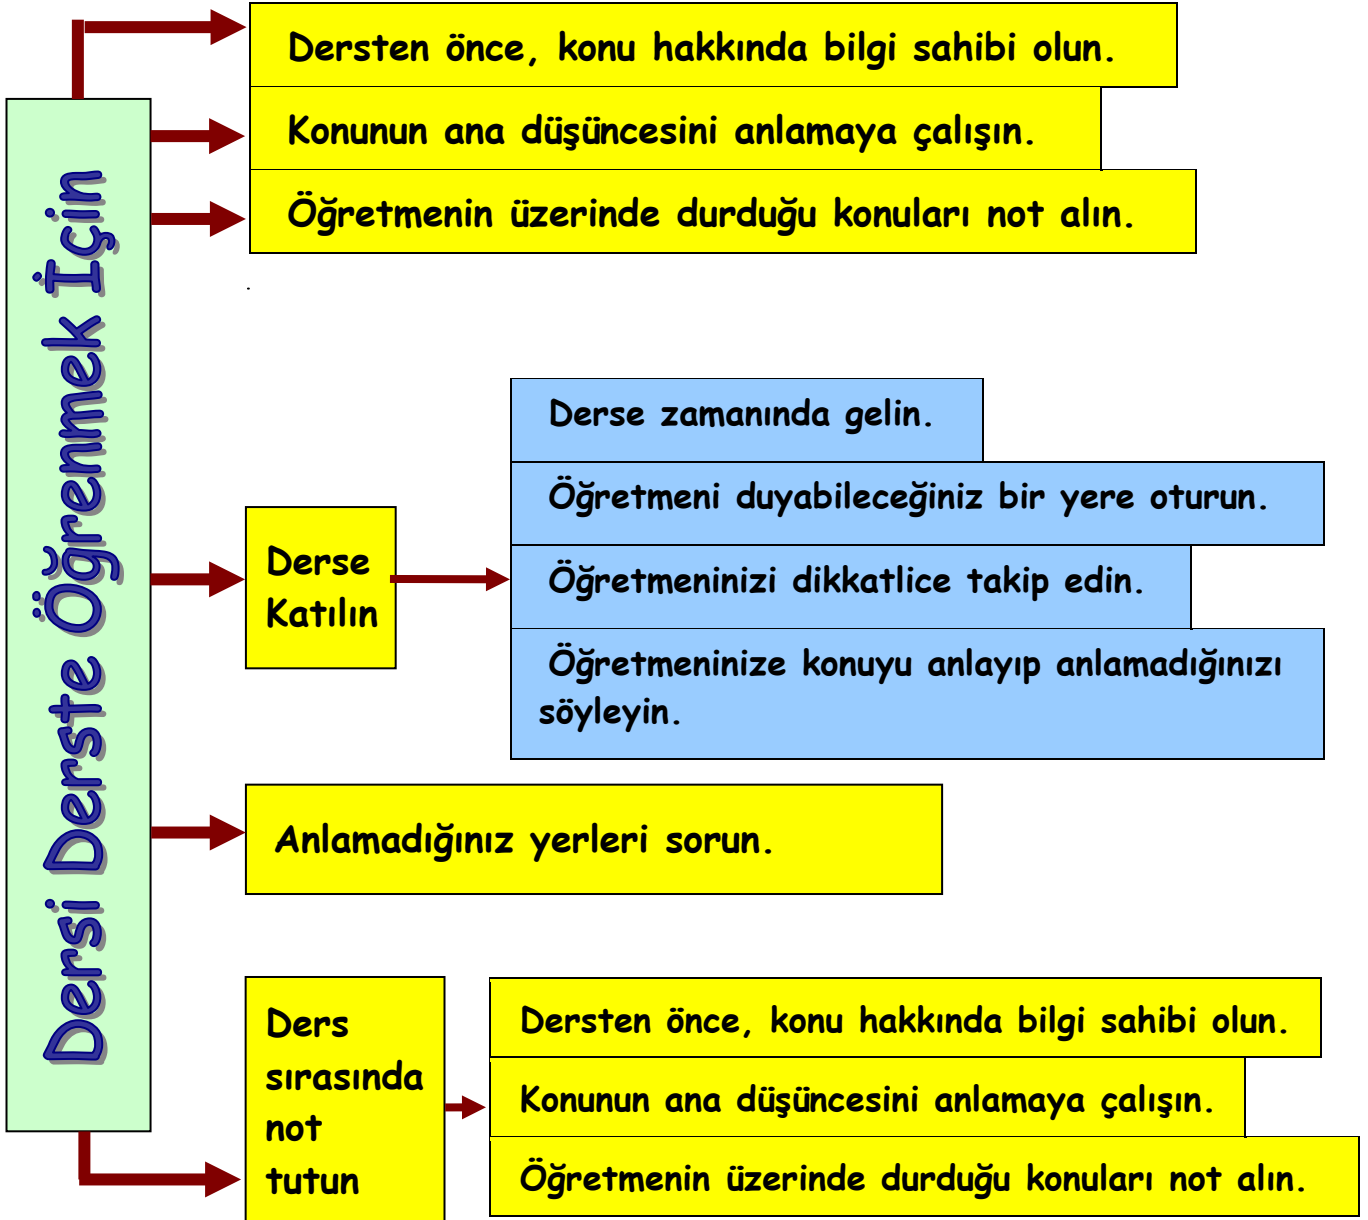 Dersi Derste Öğrenmek İçin
Dersten önce, konu hakkında bilgi sahibi olun.
Konunun ana düşüncesini anlamaya çalışın.
Öğretmenin üzerinde durduğu konuları not alın.
Derse
Katılın
Derse zamanında gelin.
Öğretmeni duyabileceğiniz bir yere oturun.
Öğretmeninizi dikkatlice takip edin.
Öğretmeninize konuyu anlayıp anlamadığınızı
söyleyin.
Anlamadığınız yerleri sorun.
Ders
sırasında
not
tutun
Dersten önce, konu hakkında bilgi sahibi olun.
Konunun ana düşüncesini anlamaya çalışın.
Öğretmenin üzerinde durduğu konuları not alın.